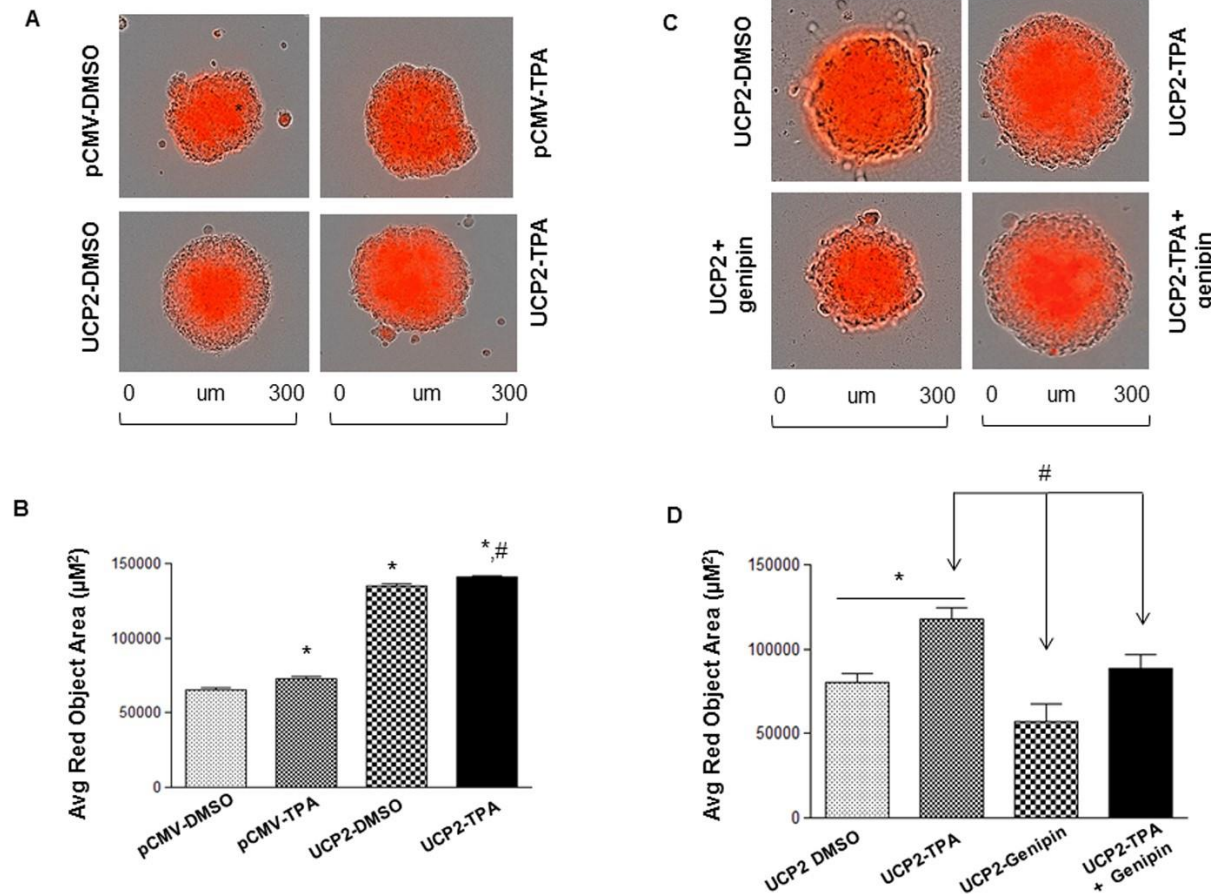 A
pCMV-DMSO
pCMV-TPA
UCP2-DMSO
UCP2-TPA
0 um 300
0 um 300
B
Avg Red Object Area (µM²)
150000
100000
50000
0
*
*
*,#
pCMV-DMSO
pCMV-TPA
UCP2-DMSO
UCP2-TPA
C
UCP2-DMSO
UCP2-TPA
UCP2 +
genipin
UCP2-TPA +
genipin
0 um 300
0 um 300
D
#
Avg Red Object Area (µM²)
150000
100000
50000
0
*
UCP2 DMSO
UCP2-TPA
UCP2-Genipin
UCP2-TPA
+ Genipin